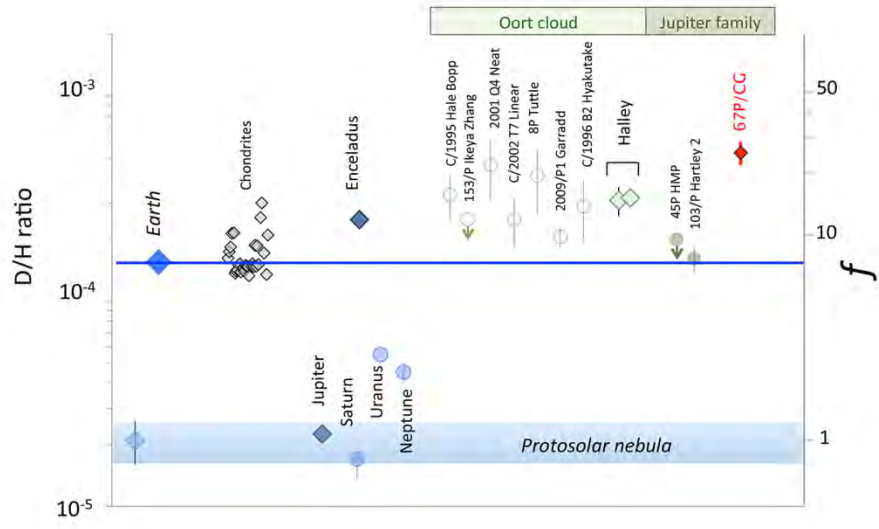 Oort cloud
Jupiter family
10-3
50
D/H ratio
Earth
Chondrites
Enceladus
C/1995 Hale Bopp
153/P Ikeya Zhang
2001 Q4 Neat
C/2002 T7 Linear
8P Tuttle
2009/P1 Garradd
C/1996 B2 Hyakutake
Halley
45P HMP
103/P Hartley 2
67P/CG
10
10-4
f
Jupiter
Saturn
Uranus
Neptune
Protosolar nebula
1
10-5